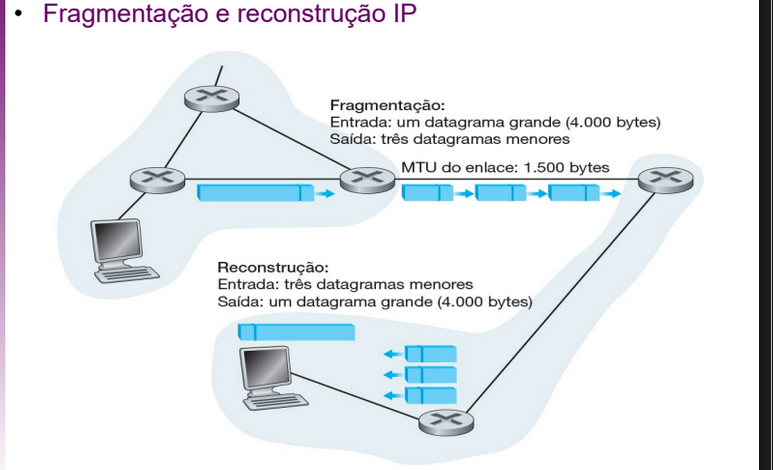 • Fragmentação e reconstrução IP
Fragmentação:
Entrada: um datagrama grande (4.000 bytes)
Saída: três datagramas menores
MTU do enlace: 1.500 bytes
Reconstrução:
Entrada: três datagramas menores
Saída: um datagrama grande (4.000 bytes)